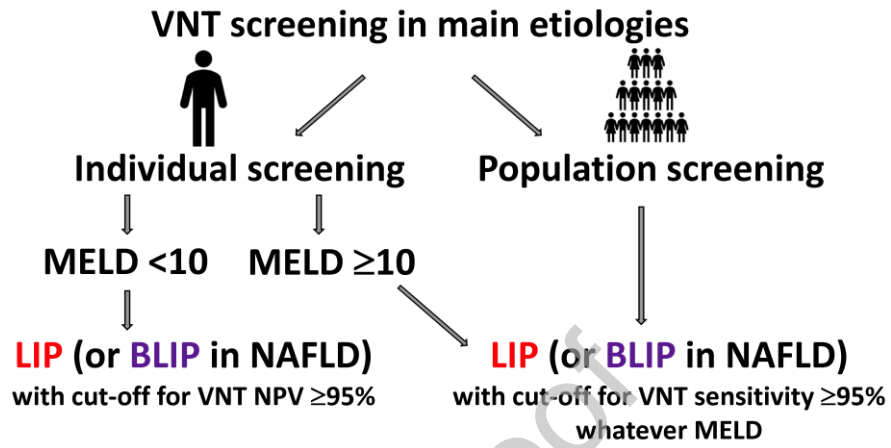 VNT screening in main etiologies
Individual screening
Population screening
MELD <10
MELD ≥10
LIP (or BLIP in NAFLD)
with cut-off for VNT NPV ≥95%
LIP (or BLIP in NAFLD)
with cut-off for VNT sensitivity ≥95%
whatever MELD